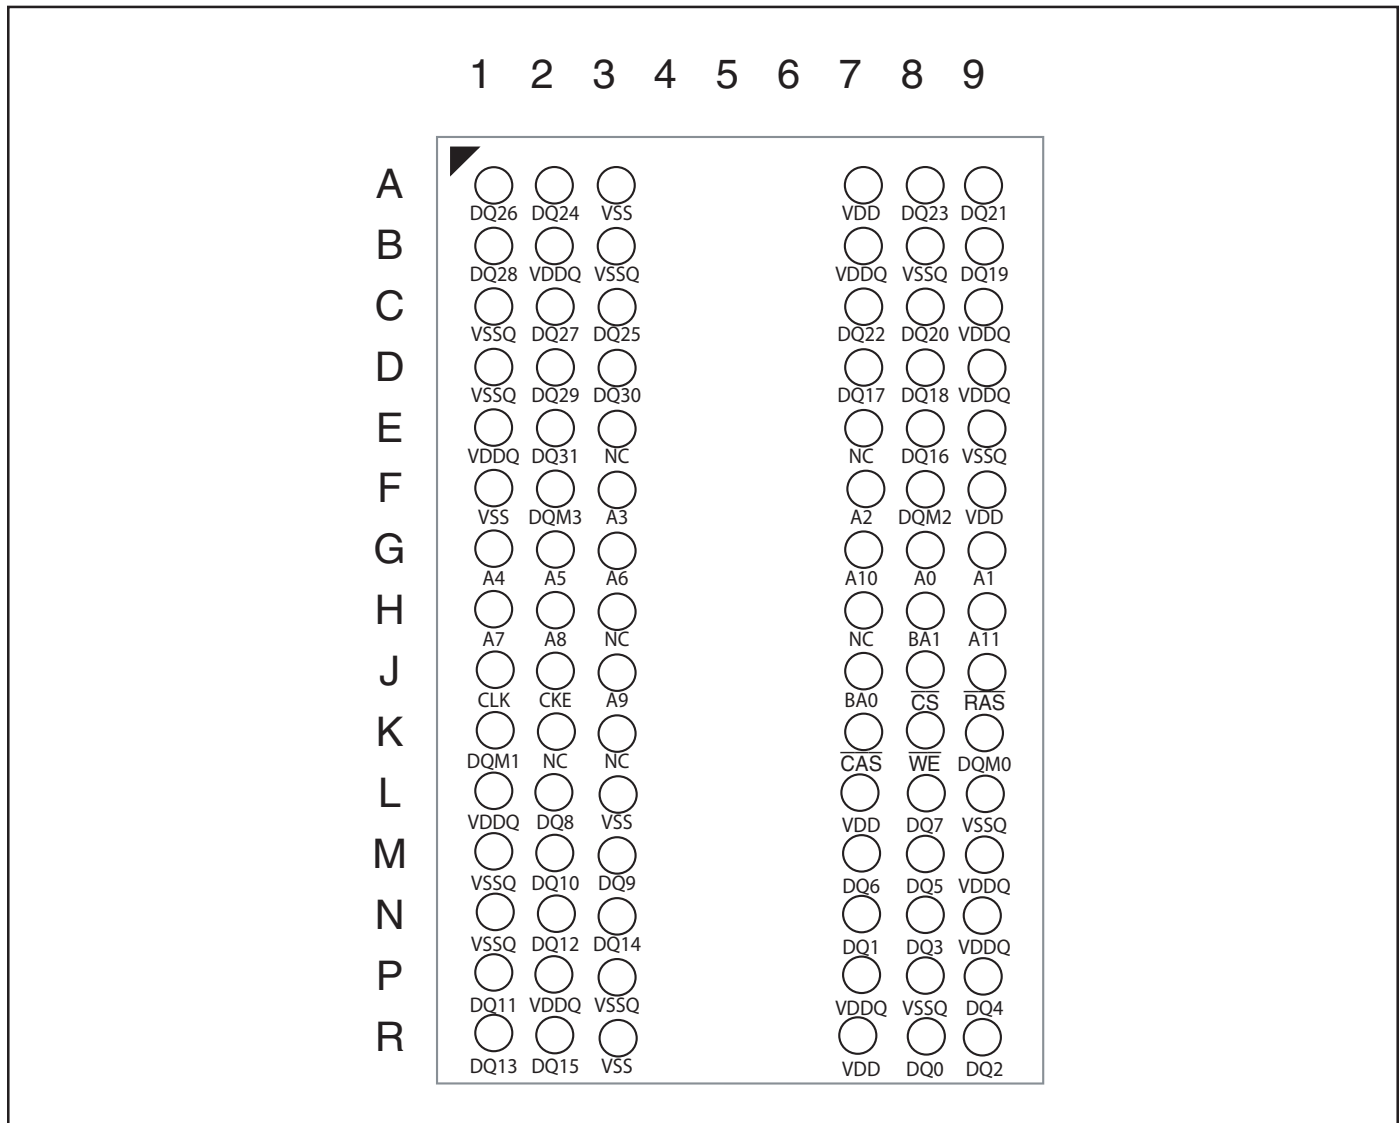 1 2 3 4 5 6 7 8 9
A
DQ26 DQ24 VSS VDD DQ23 DQ21
B
DQ28 VDDQ VSSQ VDDQ VSSQ DQ19
C
VSSQ DQ27 DQ25 DQ22 DQ20 VDDQ
D
VSSQ DQ29 DQ30 DQ17 DQ18 VDDQ
E
VDDQ DQ31 NC NC DQ16 VSSQ
F
VSS DQM3 A3 A2 DQM2 VDD
G
A4 A5 A6 A10 A0 A1
H
A7 A8 NC NC BA1 A11
J
CLK CKE A9 BA0 C̅S̅ R̅A̅S̅
K
DQM1 NC NC C̅A̅S̅ W̅E̅ DQM0
L
VDDQ DQ8 VSS VDD DQ7 VSSQ
M
VSSQ DQ10 DQ9 DQ6 DQ5 VDDQ
N
VSSQ DQ12 DQ14 DQ1 DQ3 VDDQ
P
DQ11 VDDQ VSSQ VDDQ VSSQ DQ4
R
DQ13 DQ15 VSS VDD DQ0 DQ2